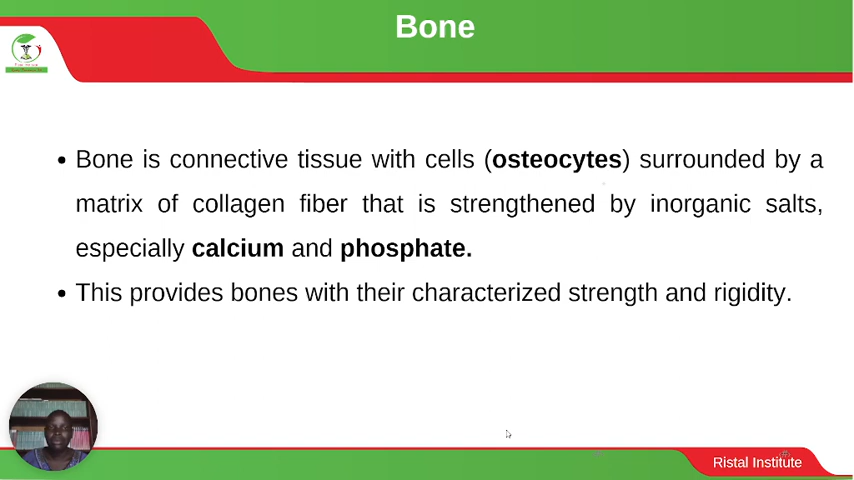 Bone
• Bone is connective tissue with cells (osteocytes) surrounded by a
matrix of collagen fiber that is strengthened by inorganic salts,
especially calcium and phosphate.
• This provides bones with their characterized strength and rigidity.
Ristal Institute